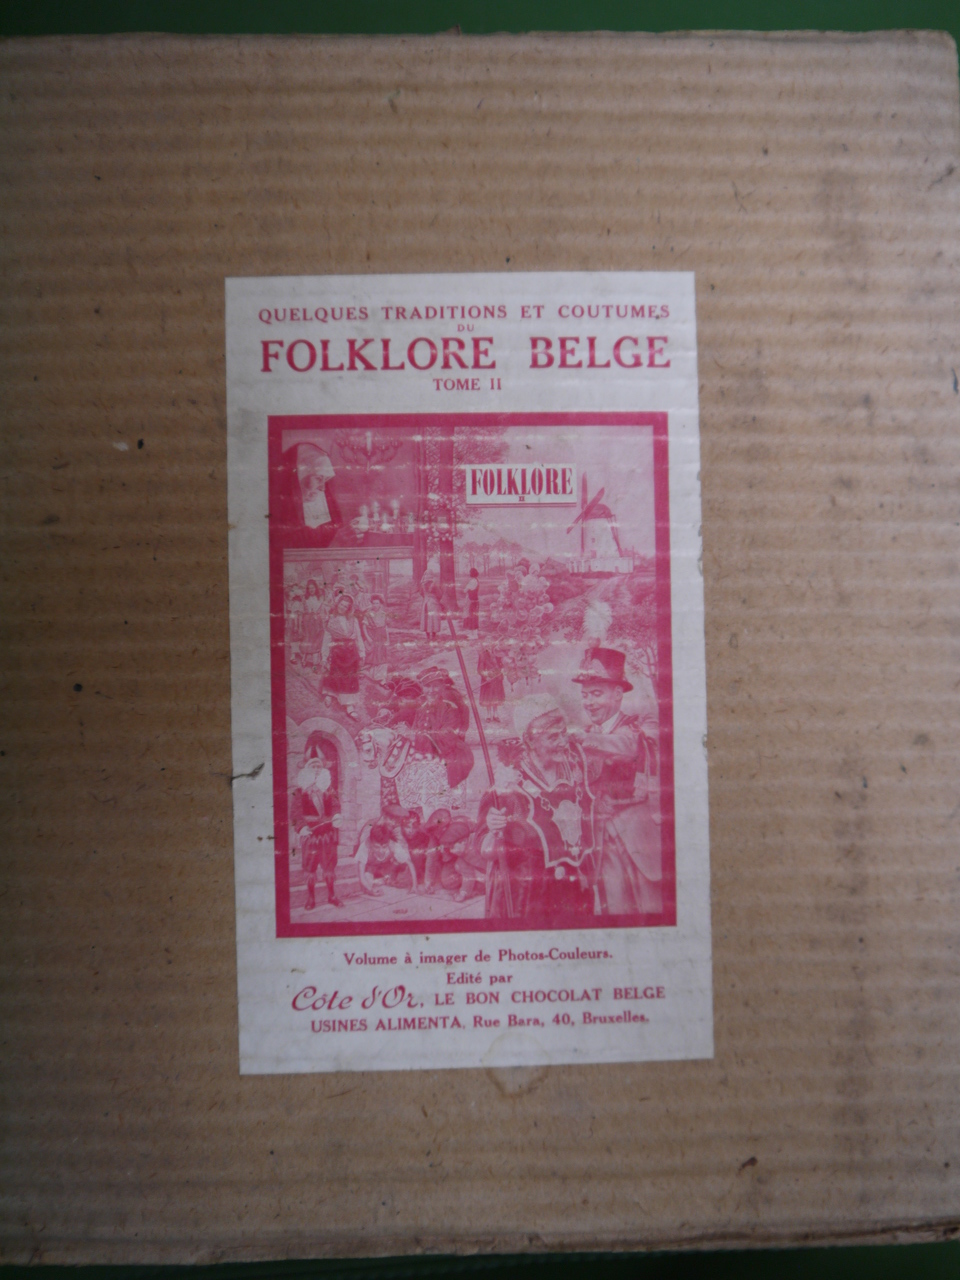 QUELQUES TRADITIONS ET COUTUMES
DU
FOLKLORE BELGE
TOME II
FOLKLORE
II
Volume à imager de Photos-Couleurs.
Edité par
Côte d'Or, LE BON CHOCOLAT BELGE
USINES ALIMENTA, Rue Bara, 40, Bruxelles.